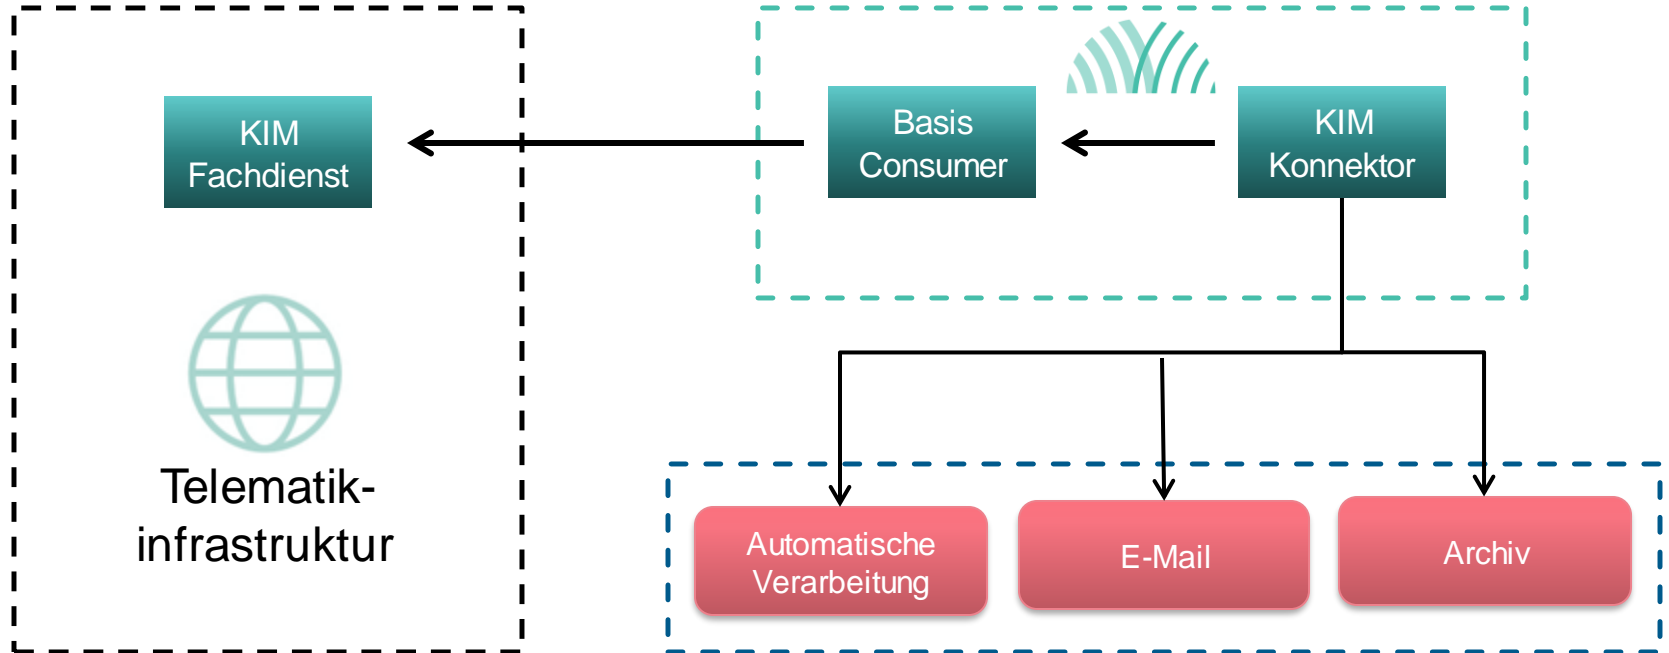 KIM
Fachdienst
Basis
Consumer
KIM
Konnektor
Telematik-
infrastruktur
Automatische
Verarbeitung
E-Mail
Archiv